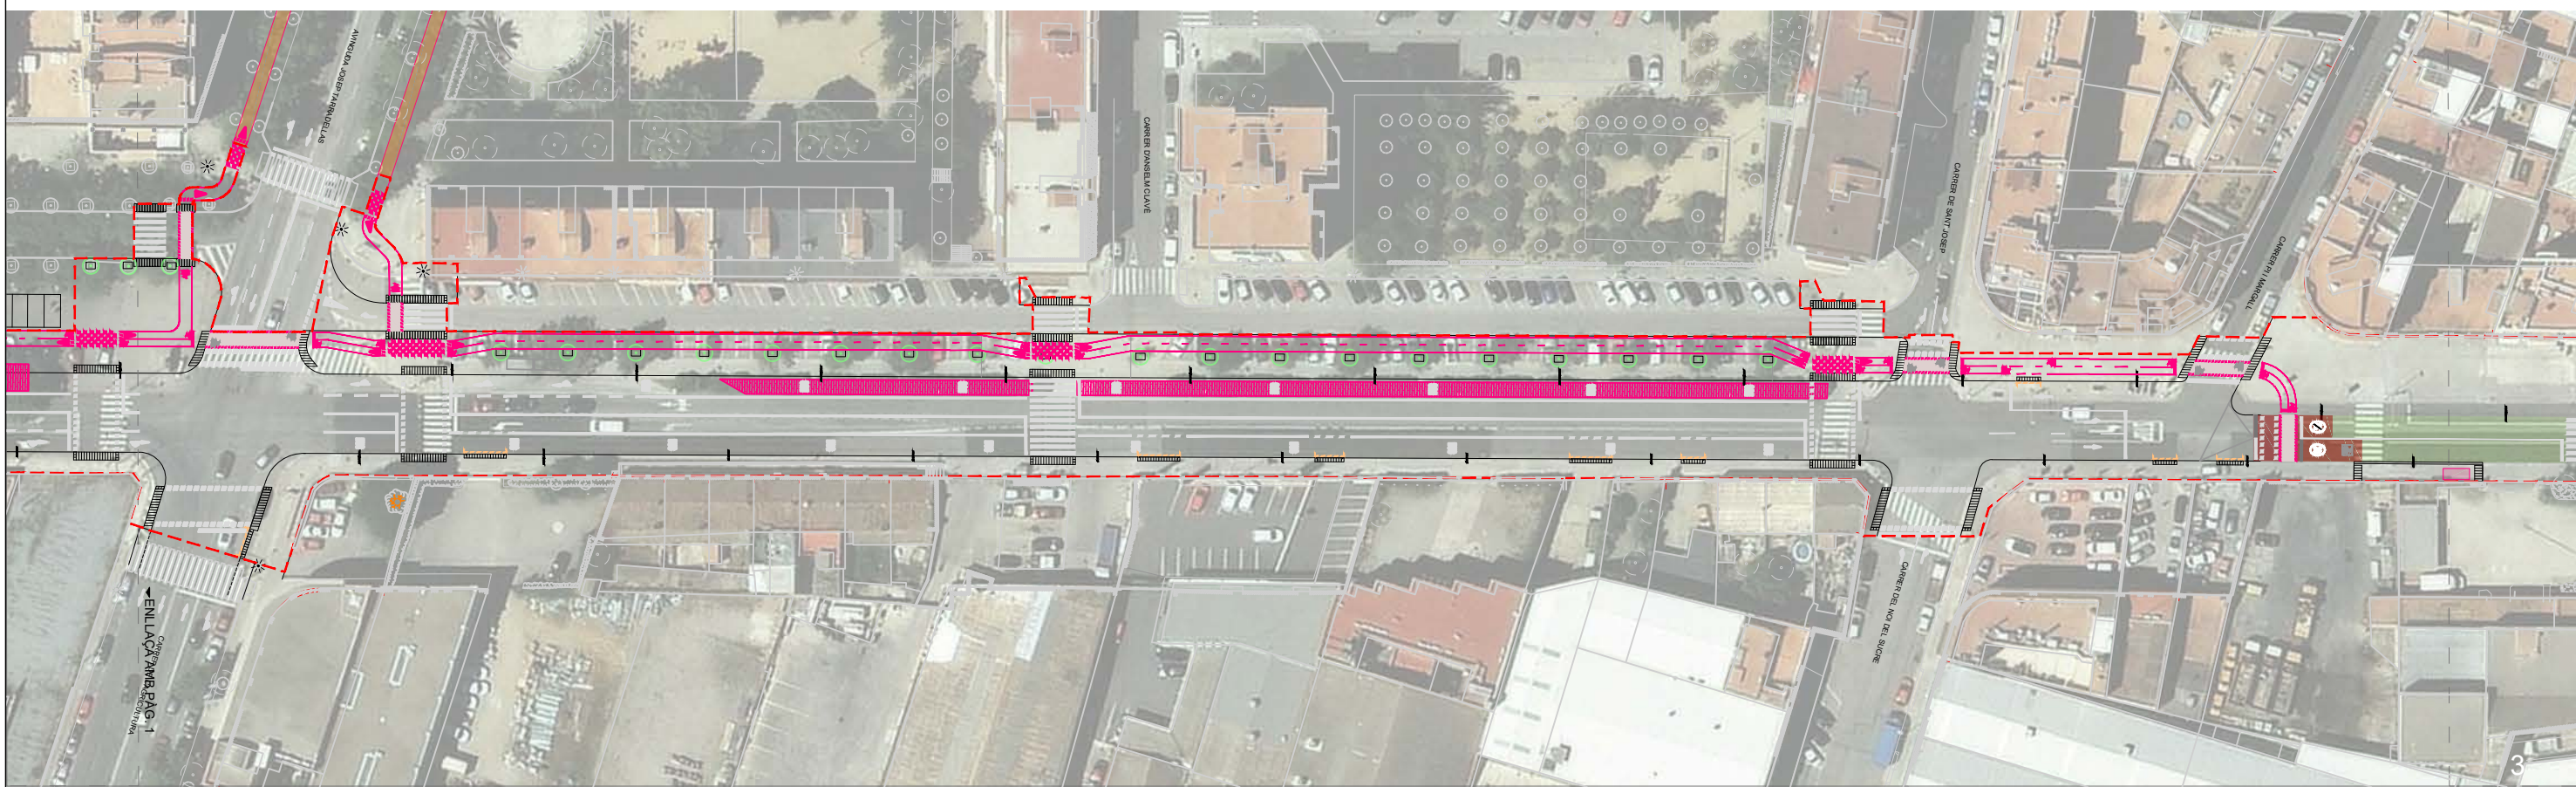 AVINGUDA JOSEP TARRADELLAS
CARRER D'ANSELM CLAVÉ
CARRER DE SANT JOSEP
CARRER PI I MARGALL
ENLLAÇA AMB PÀG. 1
CARRER DEL NOI DEL SUCRE
3